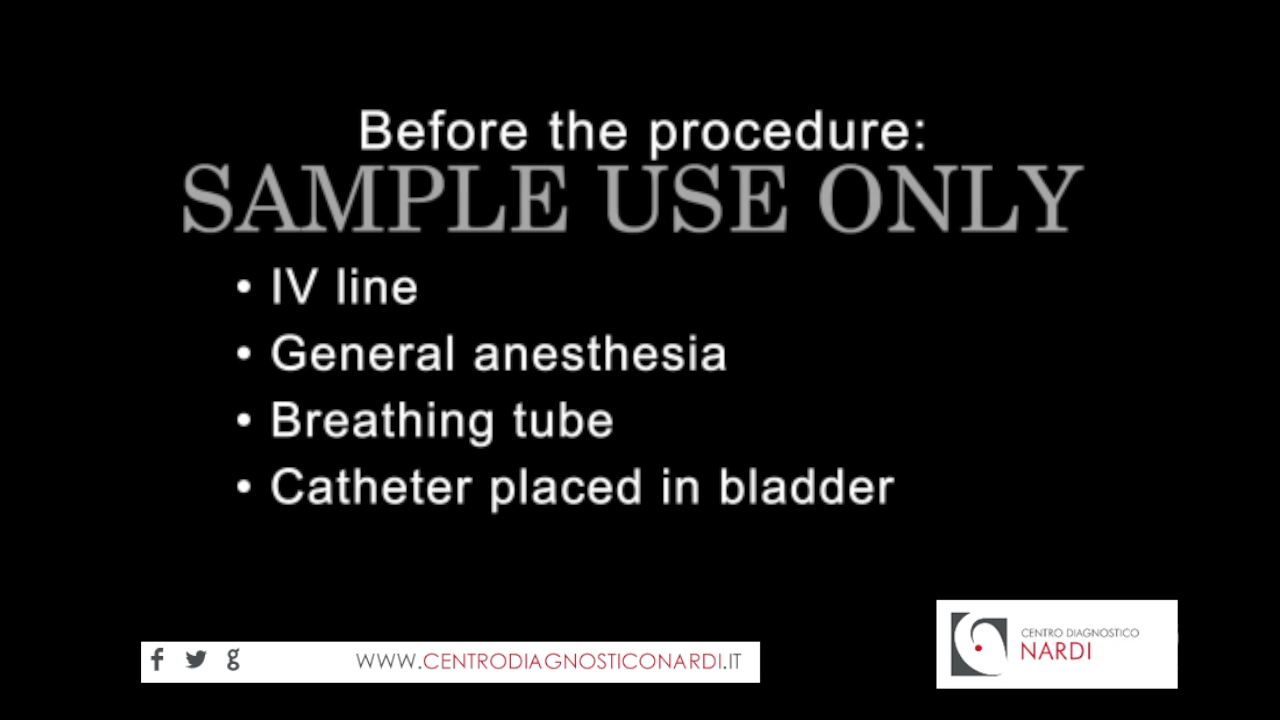 Before the procedure:
SAMPLE USE ONLY
• IV line
• General anesthesia
• Breathing tube
• Catheter placed in bladder
WWW.CENTRODIAGNOSTICONARDI.IT
CENTRO DIAGNOSTICO
NARDI